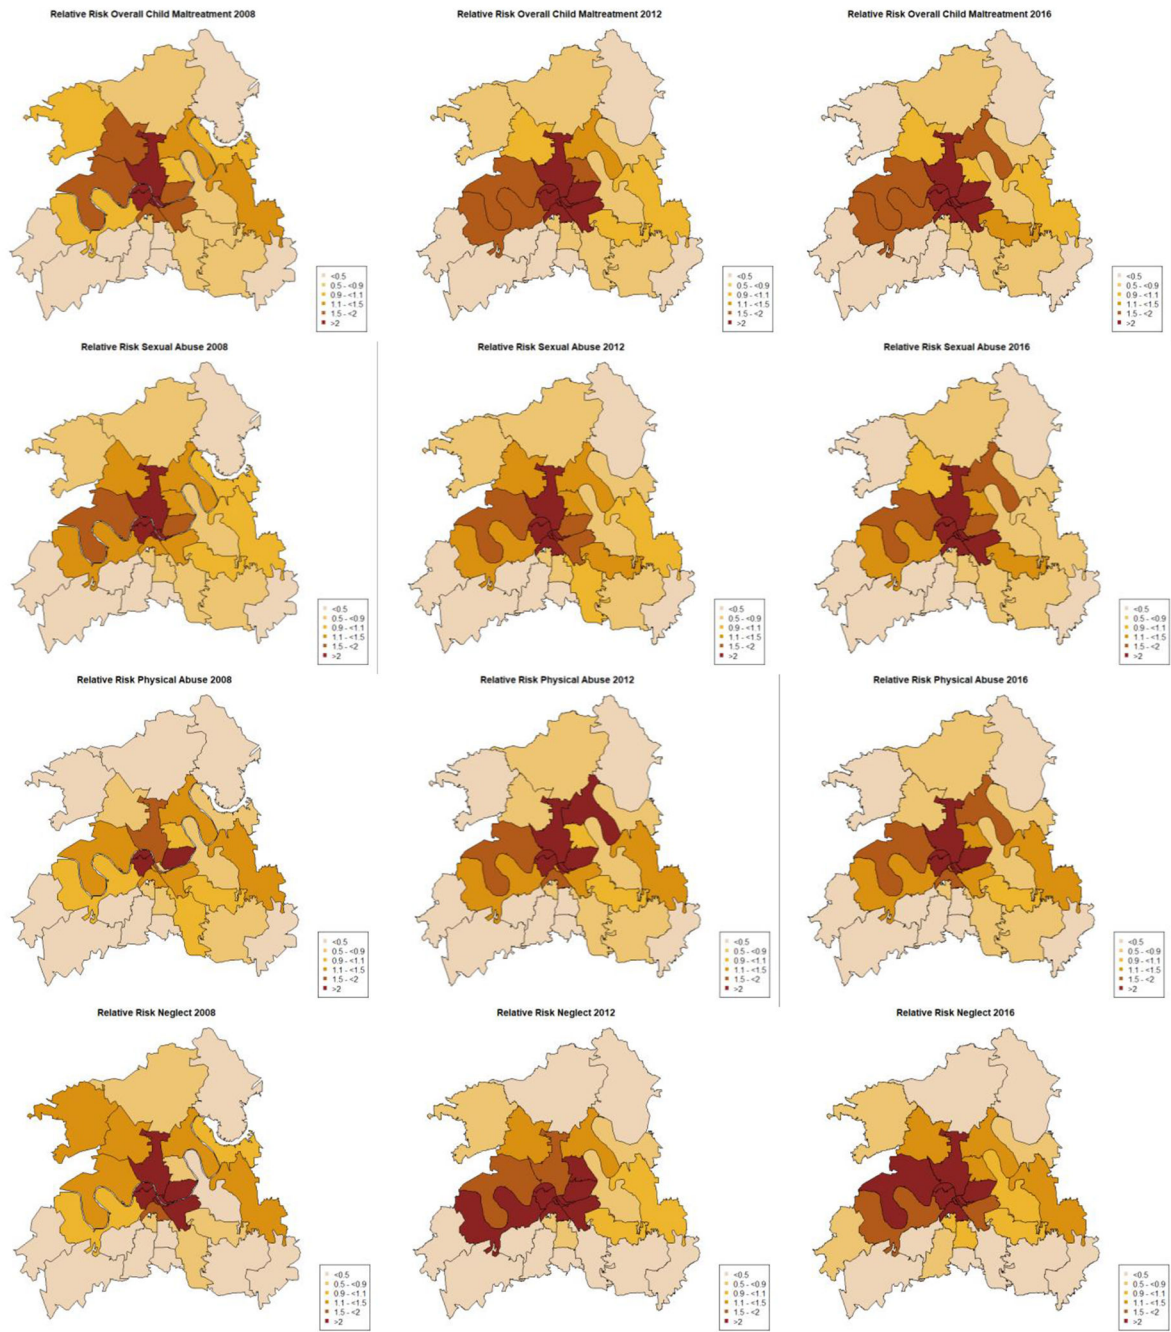 Relative Risk Overall Child Maltreatment 2008
Relative Risk Overall Child Maltreatment 2012
Relative Risk Overall Child Maltreatment 2016
<0.5
0.5 - <0.9
0.9 - <1.1
1.1 - <1.5
1.5 - <2
>2
<0.5
0.5 - <0.9
0.9 - <1.1
1.1 - <1.5
1.5 - <2
>2
<0.5
0.5 - <0.9
0.9 - <1.1
1.1 - <1.5
1.5 - <2
>2
Relative Risk Sexual Abuse 2008
Relative Risk Sexual Abuse 2012
Relative Risk Sexual Abuse 2016
<0.5
0.5 - <0.9
0.9 - <1.1
1.1 - <1.5
1.5 - <2
>2
<0.5
0.5 - <0.9
0.9 - <1.1
1.1 - <1.5
1.5 - <2
>2
<0.5
0.5 - <0.9
0.9 - <1.1
1.1 - <1.5
1.5 - <2
>2
Relative Risk Physical Abuse 2008
Relative Risk Physical Abuse 2012
Relative Risk Physical Abuse 2016
<0.5
0.5 - <0.9
0.9 - <1.1
1.1 - <1.5
1.5 - <2
>2
<0.5
0.5 - <0.9
0.9 - <1.1
1.1 - <1.5
1.5 - <2
>2
<0.5
0.5 - <0.9
0.9 - <1.1
1.1 - <1.5
1.5 - <2
>2
Relative Risk Neglect 2008
Relative Risk Neglect 2012
Relative Risk Neglect 2016
<0.5
0.5 - <0.9
0.9 - <1.1
1.1 - <1.5
1.5 - <2
>2
<0.5
0.5 - <0.9
0.9 - <1.1
1.1 - <1.5
1.5 - <2
>2
<0.5
0.5 - <0.9
0.9 - <1.1
1.1 - <1.5
1.5 - <2
>2